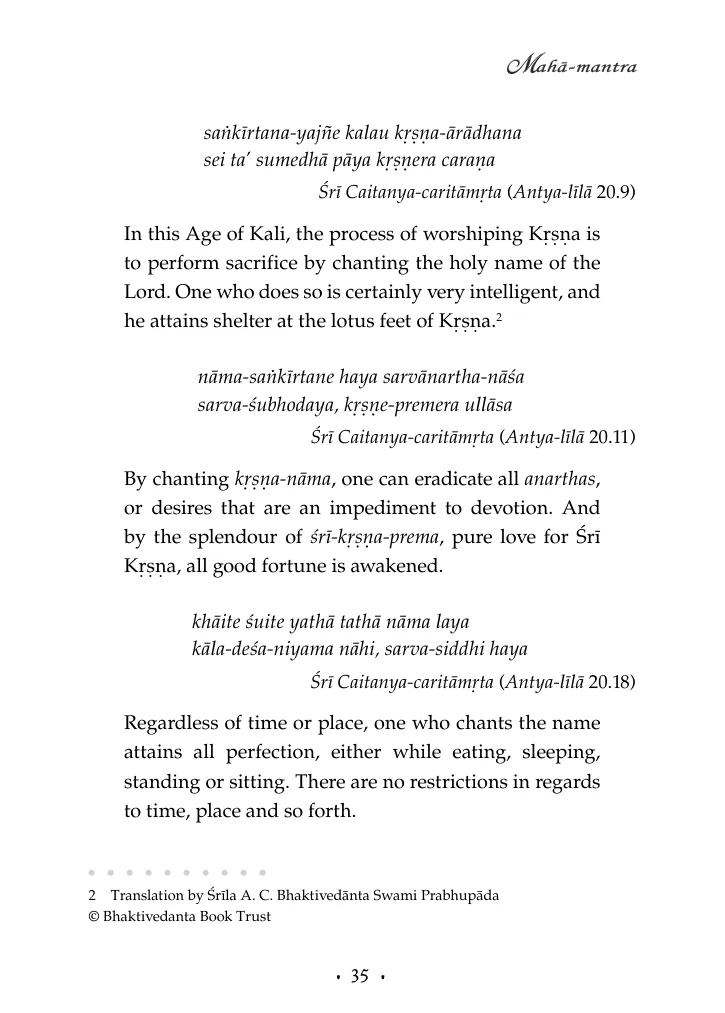 Mahā-mantra
saṅkīrtana-yajñe kalau kṛṣṇa-ārādhana
sei ta’ sumedhā pāya kṛṣṇera caraṇa
Śrī Caitanya-caritāmṛta (Antya-līlā 20.9)
In this Age of Kali, the process of worshiping Kṛṣṇa is
to perform sacrifice by chanting the holy name of the
Lord. One who does so is certainly very intelligent, and
he attains shelter at the lotus feet of Kṛṣṇa.²
nāma-saṅkīrtane haya sarvānartha-nāśa
sarva-śubhodaya, kṛṣṇe-premera ullāsa
Śrī Caitanya-caritāmṛta (Antya-līlā 20.11)
By chanting kṛṣṇa-nāma, one can eradicate all anarthas,
or desires that are an impediment to devotion. And
by the splendour of śrī-kṛṣṇa-prema, pure love for Śrī
Kṛṣṇa, all good fortune is awakened.
khāite śuite yathā tathā nāma laya
kāla-deśa-niyama nāhi, sarva-siddhi haya
Śrī Caitanya-caritāmṛta (Antya-līlā 20.18)
Regardless of time or place, one who chants the name
attains all perfection, either while eating, sleeping,
standing or sitting. There are no restrictions in regards
to time, place and so forth.
2 Translation by Śrīla A. C. Bhaktivedānta Swami Prabhupāda
© Bhaktivedanta Book Trust
• 35 •